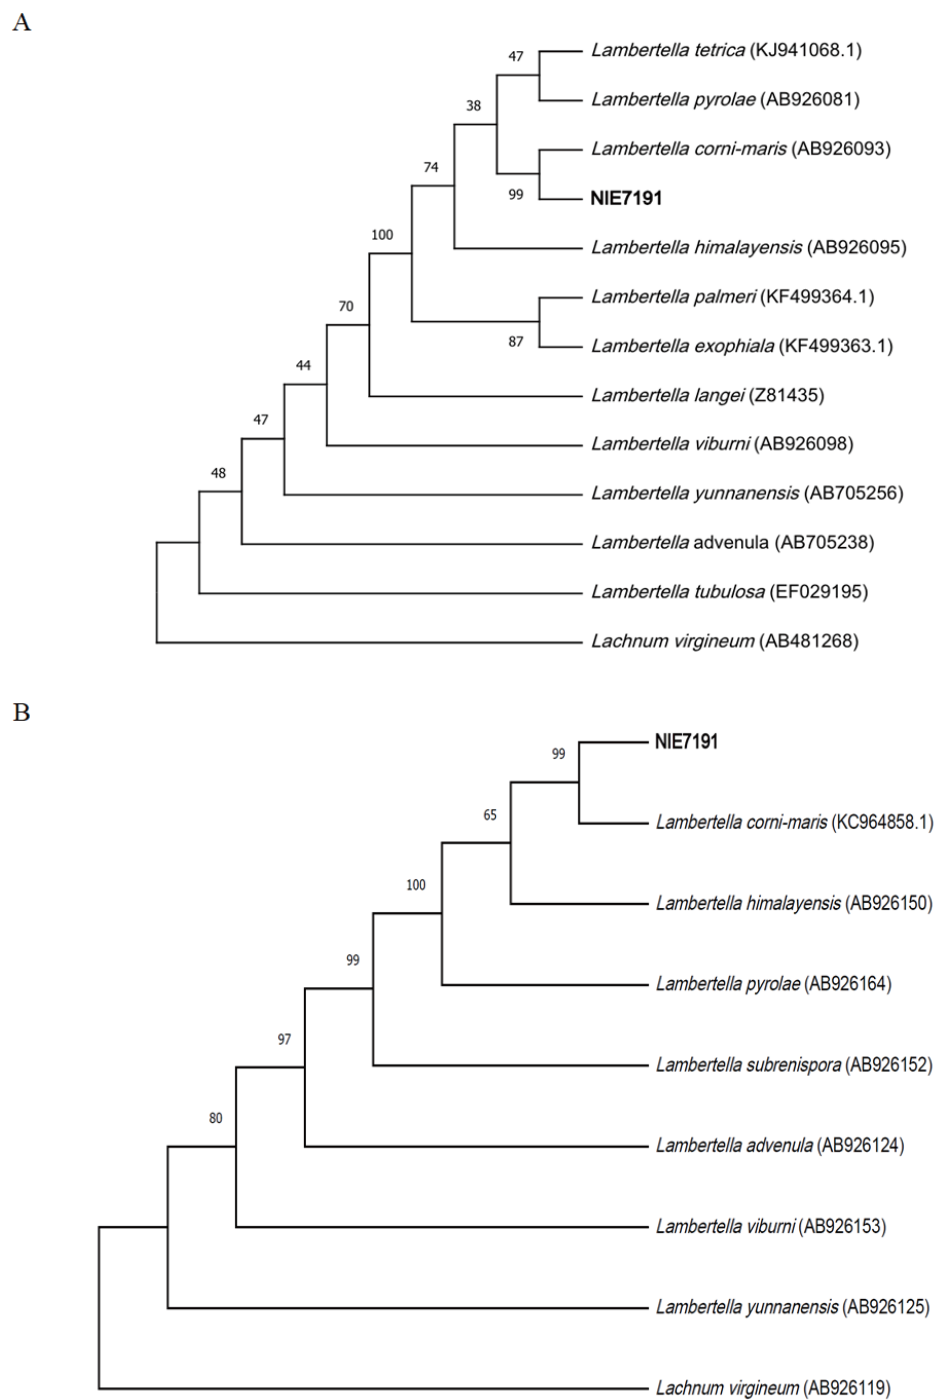 A
47
Lambertella tetrica (KJ941068.1)
Lambertella pyrolae (AB926081)
38
Lambertella corni-maris (AB926093)
74
99
NIE7191
100
Lambertella himalayensis (AB926095)
70
Lambertella palmeri (KF499364.1)
87
Lambertella exophiala (KF499363.1)
44
Lambertella langei (Z81435)
47
Lambertella viburni (AB926098)
48
Lambertella yunnanensis (AB705256)
Lambertella advenula (AB705238)
Lambertella tubulosa (EF029195)
Lachnum virgineum (AB481268)
B
99
NIE7191
65
Lambertella corni-maris (KC964858.1)
100
Lambertella himalayensis (AB926150)
99
Lambertella pyrolae (AB926164)
97
Lambertella subrenispora (AB926152)
80
Lambertella advenula (AB926124)
Lambertella viburni (AB926153)
Lambertella yunnanensis (AB926125)
Lachnum virgineum (AB926119)